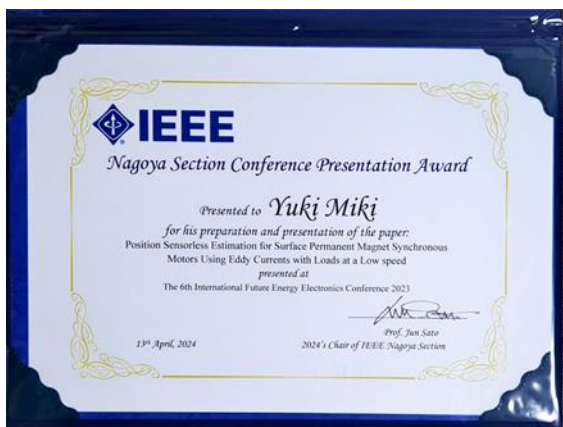 IEEE
Nagoya Section Conference Presentation Award
Presented to Yuki Miki
for his preparation and presentation of the paper:
Position Sensorless Estimation for Surface Permanent Magnet Synchronous
Motors Using Eddy Currents with Loads at a Low speed
presented at
The 6th International Future Energy Electronics Conference 2023
Prof. Jun Sato
13th April, 2024
2024's Chair of IEEE Nagoya Section